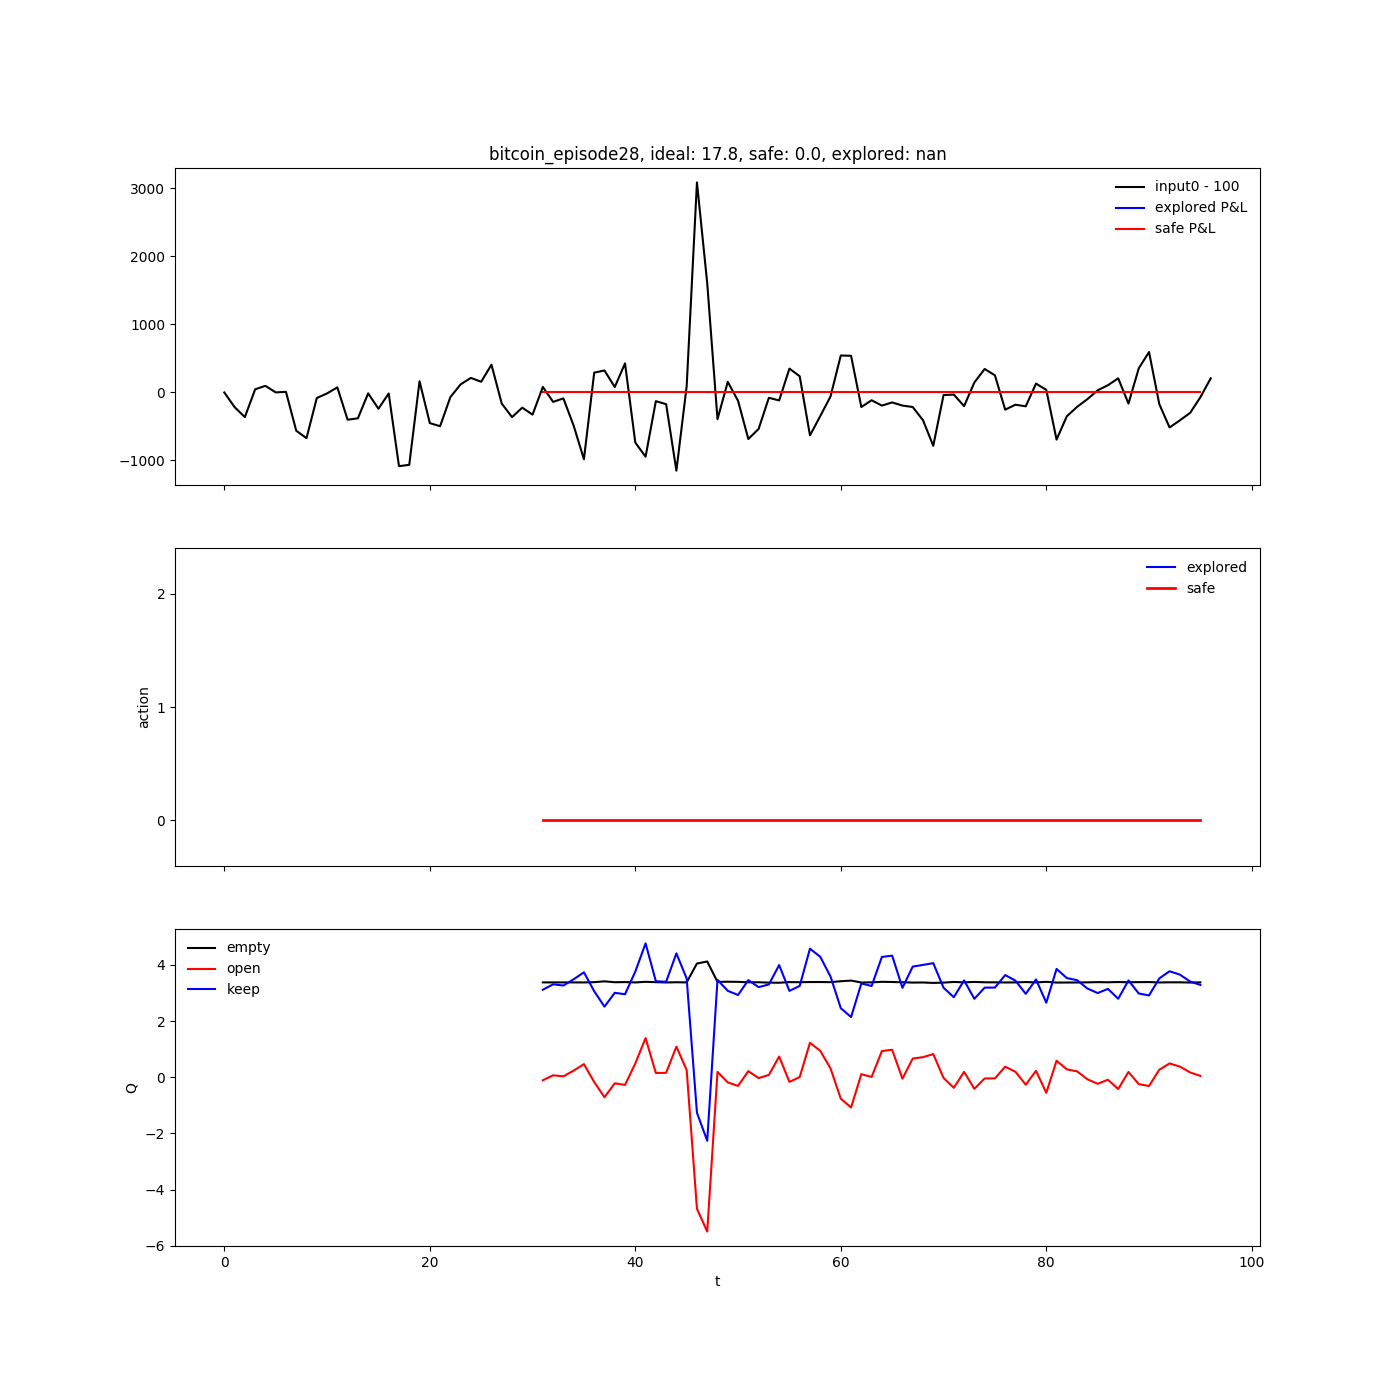 bitcoin_episode28, ideal: 17.8, safe: 0.0, explored: nan
3000
2000
1000
0
−1000
input0 - 100
explored P&L
safe P&L
action
2
1
0
explored
safe
Q
4
2
0
−2
−4
−6
empty
open
keep
0 20 40 60 80 100
t